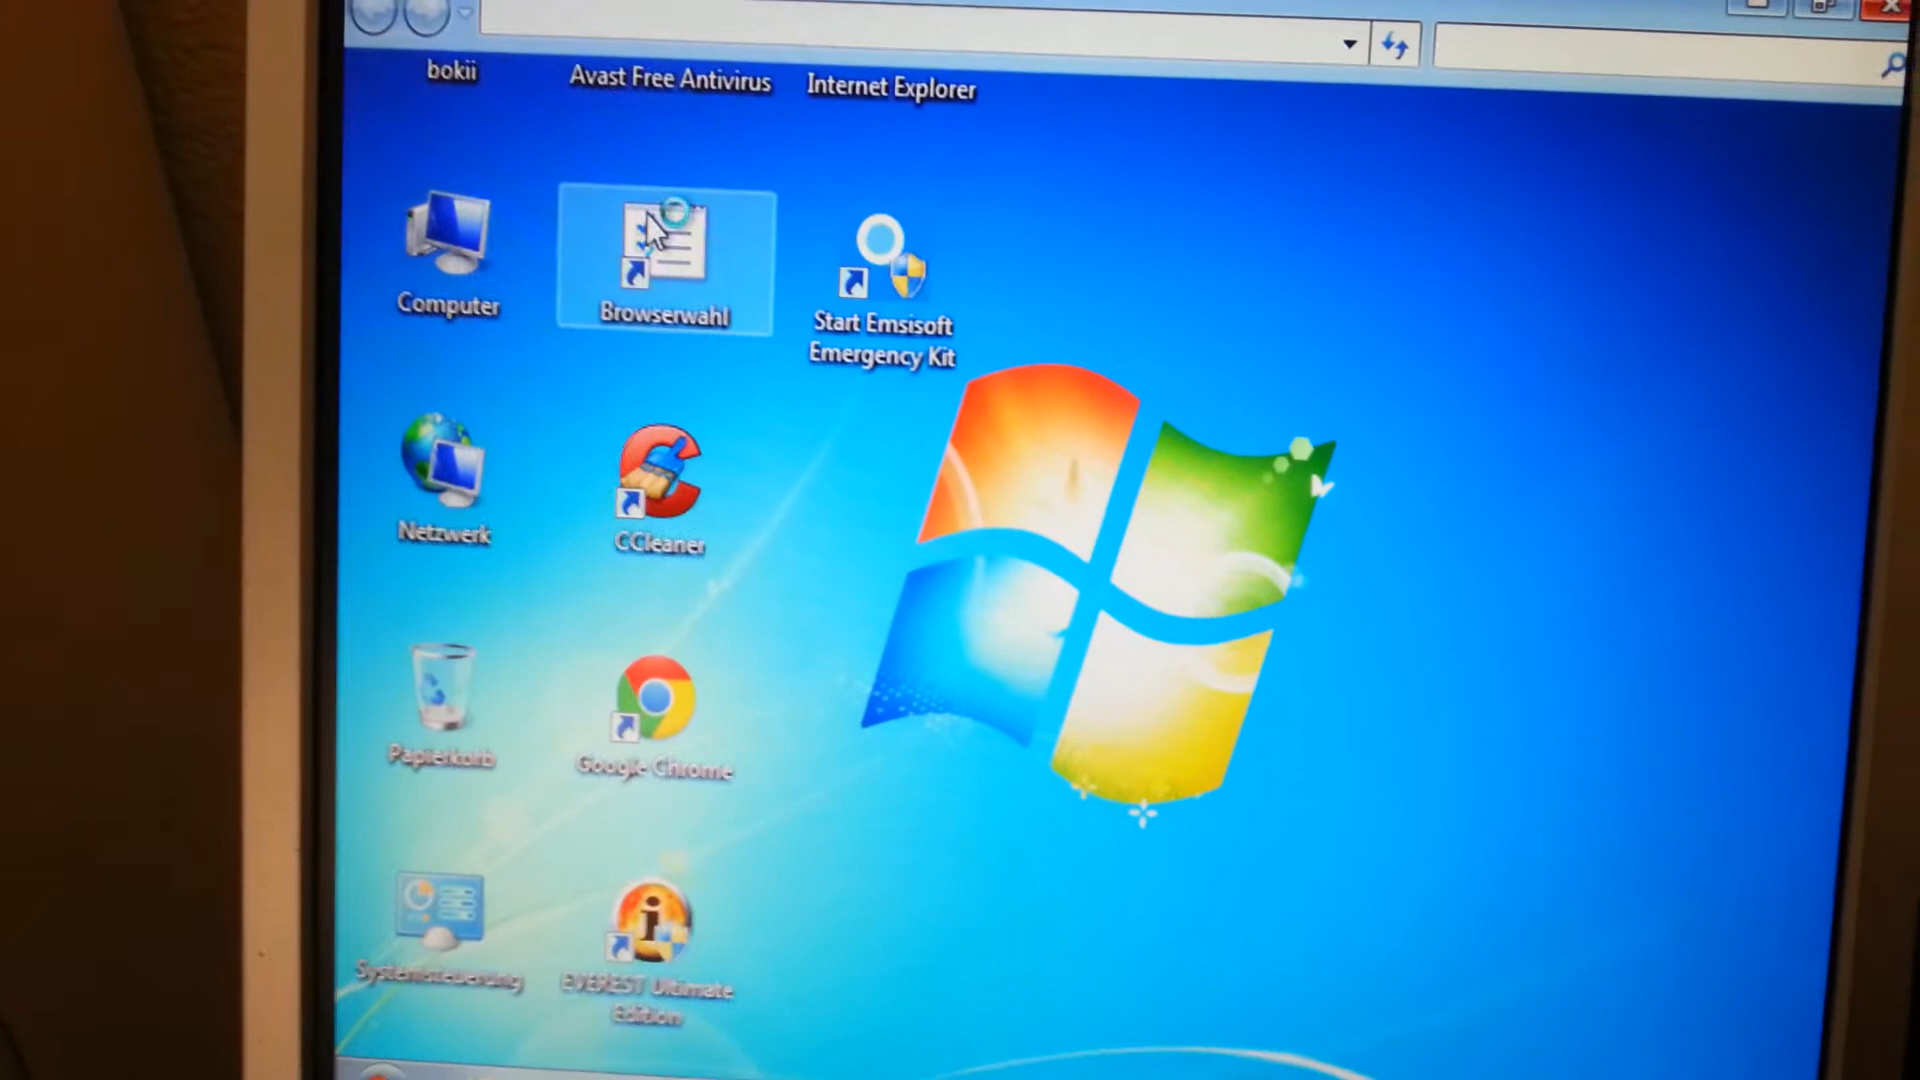 bokii
Avast Free Antivirus
Internet Explorer
Computer
Browserwahl
Start Emsisoft
Emergency Kit
Netzwerk
CCleaner
Papierkorb
Google Chrome
Systemsteuerung
EVEREST Ultimate
Edition